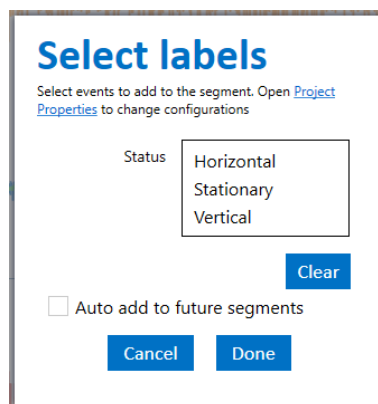 Select labels
Select events to add to the segment. Open Project
Properties to change configurations
Status
Horizontal
Stationary
Vertical
Clear
Auto add to future segments
Cancel
Done